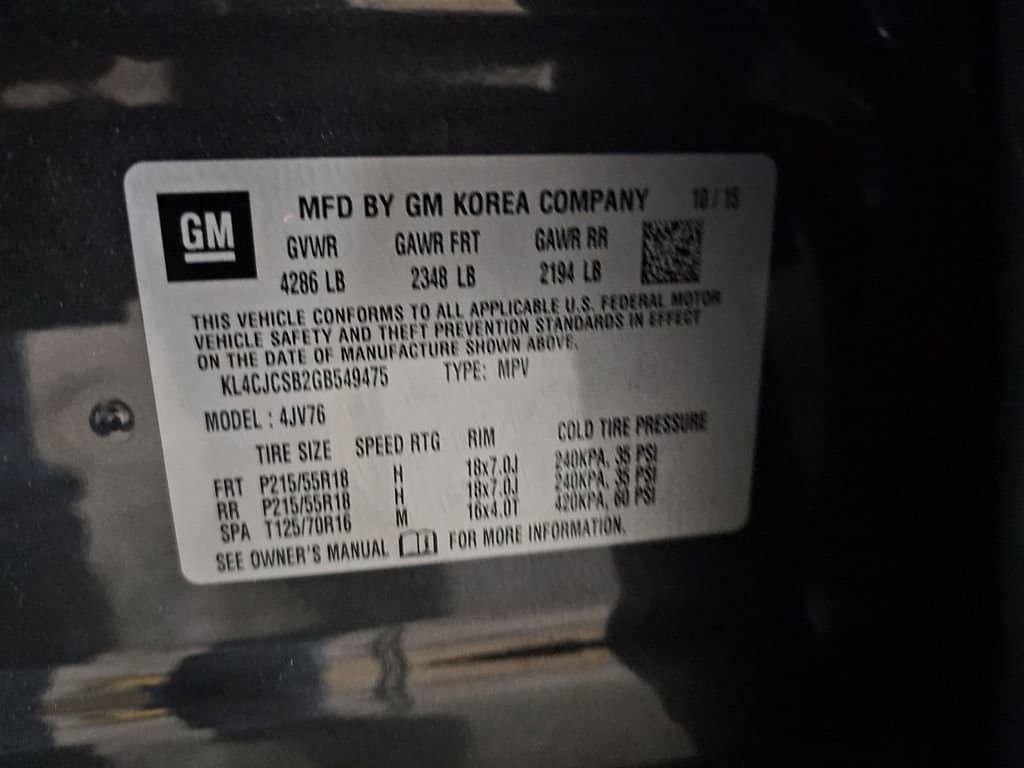 GM
MFD BY GM KOREA COMPANY 10/15
GVWR GAWR FRT GAWR RR
4286 LB 2348 LB 2194 LB
THIS VEHICLE CONFORMS TO ALL APPLICABLE U.S. FEDERAL MOTOR
VEHICLE SAFETY AND THEFT PREVENTION STANDARDS IN EFFECT
ON THE DATE OF MANUFACTURE SHOWN ABOVE.
KL4CJCSB2GB549475 TYPE: MPV
MODEL : 4JV76
TIRE SIZE SPEED RTG RIM COLD TIRE PRESSURE
FRT P215/55R18 H 18x7.0J 240KPA, 35 PSI
RR P215/55R18 H 18x7.0J 240KPA, 35 PSI
SPA T125/70R16 M 16x4.0T 420KPA, 60 PSI
SEE OWNER'S MANUAL FOR MORE INFORMATION.